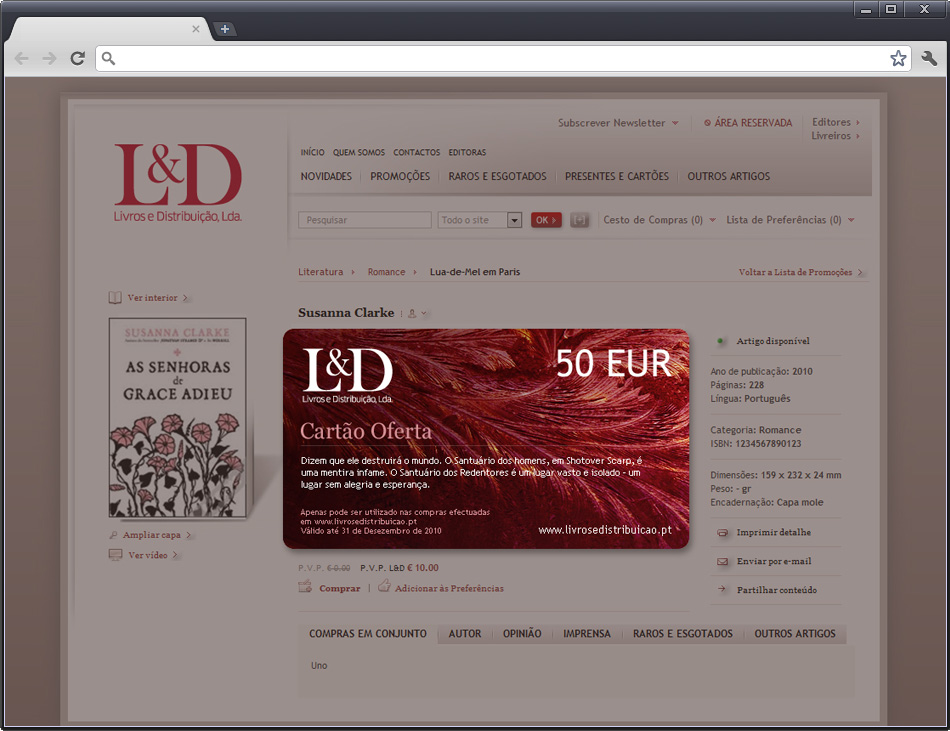 Subscrever Newsletter
ÁREA RESERVADA
Editores
Livreiros
L&D
Livros e Distribuição, Lda.
INÍCIO QUEM SOMOS CONTACTOS EDITORAS
NOVIDADES PROMOÇÕES RAROS E ESGOTADOS PRESENTES E CARTÕES OUTROS ARTIGOS
Pesquisar Todo o site OK Cesto de Compras (0) Lista de Preferências (0)
Literatura Romance Lua-de-Mel em Paris Voltar a Lista de Promoções
Ver interior
SUSANNA CLARKE
AS SENHORAS
de
GRACE ADIEU
Ampliar capa
Ver vídeo
Susanna Clarke
L&D
Livros e Distribuição, Lda.
50 EUR
Cartão Oferta
Dizem que ele destruirá o mundo. O Santuário dos homens, em Shotover Scarp, é
uma mentira infame. O Santuário dos Redentores é um lugar vasto e isolado - um
lugar sem alegria e esperança.
Apenas pode ser utilizado nas compras efectuadas
em www.livrosedistribuicao.pt
Válido até 31 de Desezembro de 2010
www.livrosedistribuicao.pt
P.V.P. € 0.00 P.V.P. L&D € 10.00
Comprar | Adicionar às Preferências
Artigo disponível
Ano de publicação: 2010
Páginas: 228
Língua: Português
Categoria: Romance
ISBN: 1234567890123
Dimensões: 159 x 232 x 24 mm
Peso: - gr
Encadernação: Capa mole
Imprimir detalhe
Enviar por e-mail
Partilhar conteúdo
COMPRAS EM CONJUNTO AUTOR OPINIÃO IMPRENSA RAROS E ESGOTADOS OUTROS ARTIGOS
Uno